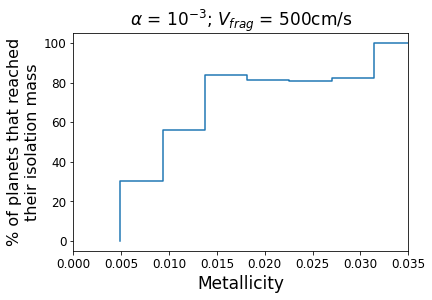 α = 10⁻³; V_frag = 500cm/s
% of planets that reached
their isolation mass
100
80
60
40
20
0
0.000 0.005 0.010 0.015 0.020 0.025 0.030 0.035
Metallicity